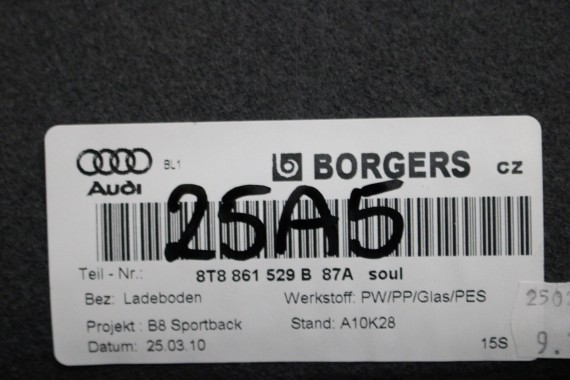 BL1 BORGERS CZ
Audi
25A5
Teil - Nr.: 8T8 861 529 B 87A soul
Bez: Ladeboden Werkstoff: PW/PP/Glas/PES
Projekt : B8 Sportback Stand: A10K28
Datum: 25.03.10 15S